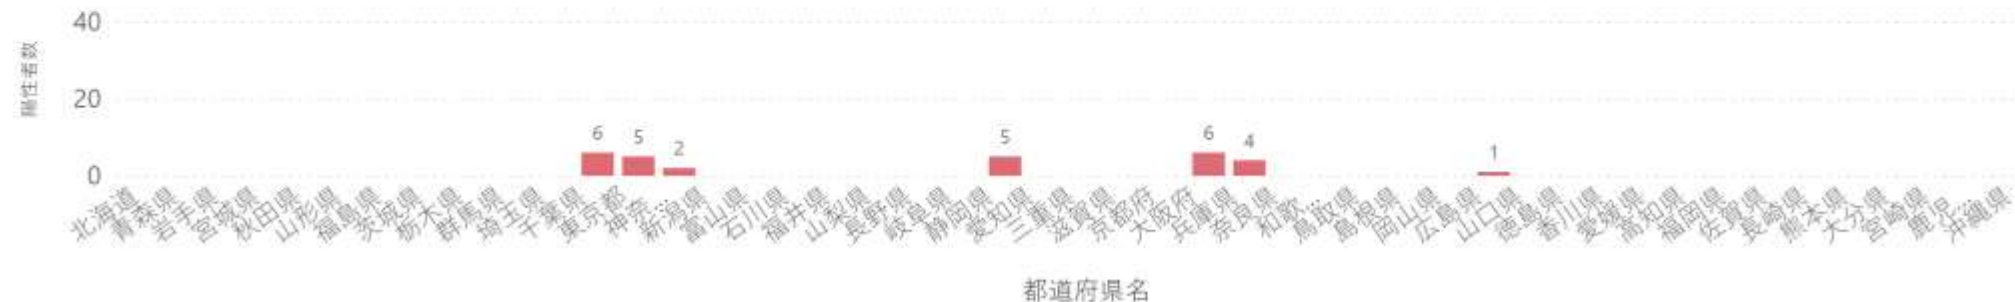 40
陽性者数
20
6 5 2 5 6 4 1
0
北海道 青森県 岩手県 宮城県 秋田県 山形県 福島県 茨城県 栃木県 群馬県 埼玉県 千葉県 東京都 神奈… 新潟県 富山県 石川県 福井県 山梨県 長野県 岐阜県 静岡県 愛知県 三重県 滋賀県 京都府 大阪府 兵庫県 奈良県 和歌… 鳥取県 島根県 岡山県 広島県 山口県 徳島県 香川県 愛媛県 高知県 福岡県 佐賀県 長崎県 熊本県 大分県 宮崎県 鹿児… 沖縄県
都道府県名